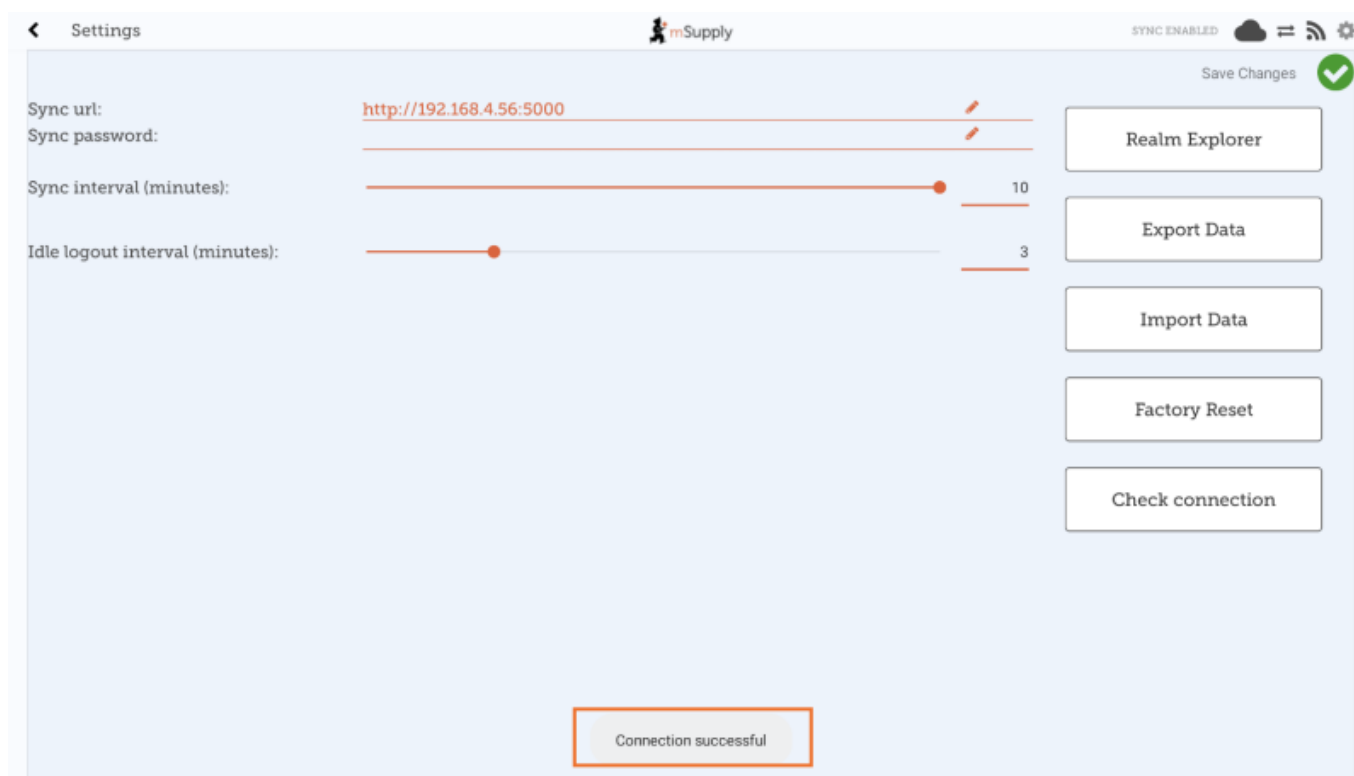 Settings
mSupply
SYNC ENABLED
Save Changes
Sync url:
http://192.168.4.56:5000
Sync password:
Sync interval (minutes):
10
Idle logout interval (minutes):
3
Realm Explorer
Export Data
Import Data
Factory Reset
Check connection
Connection successful